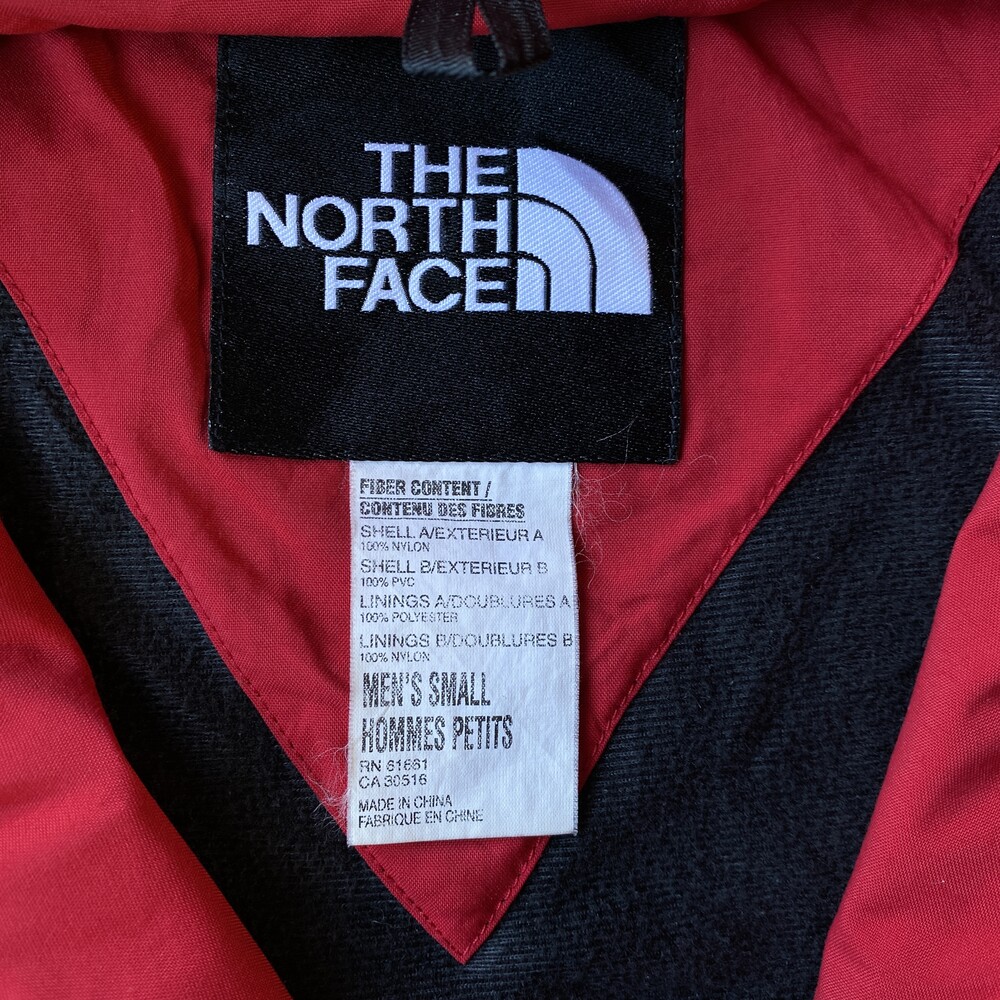 THE
NORTH
FACE
FIBER CONTENT /
CONTENU DES FIBRES
SHELL A/EXTERIEUR A
100% NYLON
SHELL B/EXTERIEUR B
100% PVC
LININGS A/DOUBLURES A
100% POLYESTER
LININGS B/DOUBLURES B
100% NYLON
MEN'S SMALL
HOMMES PETITS
RN 61661
CA 30516
MADE IN CHINA
FABRIQUE EN CHINE